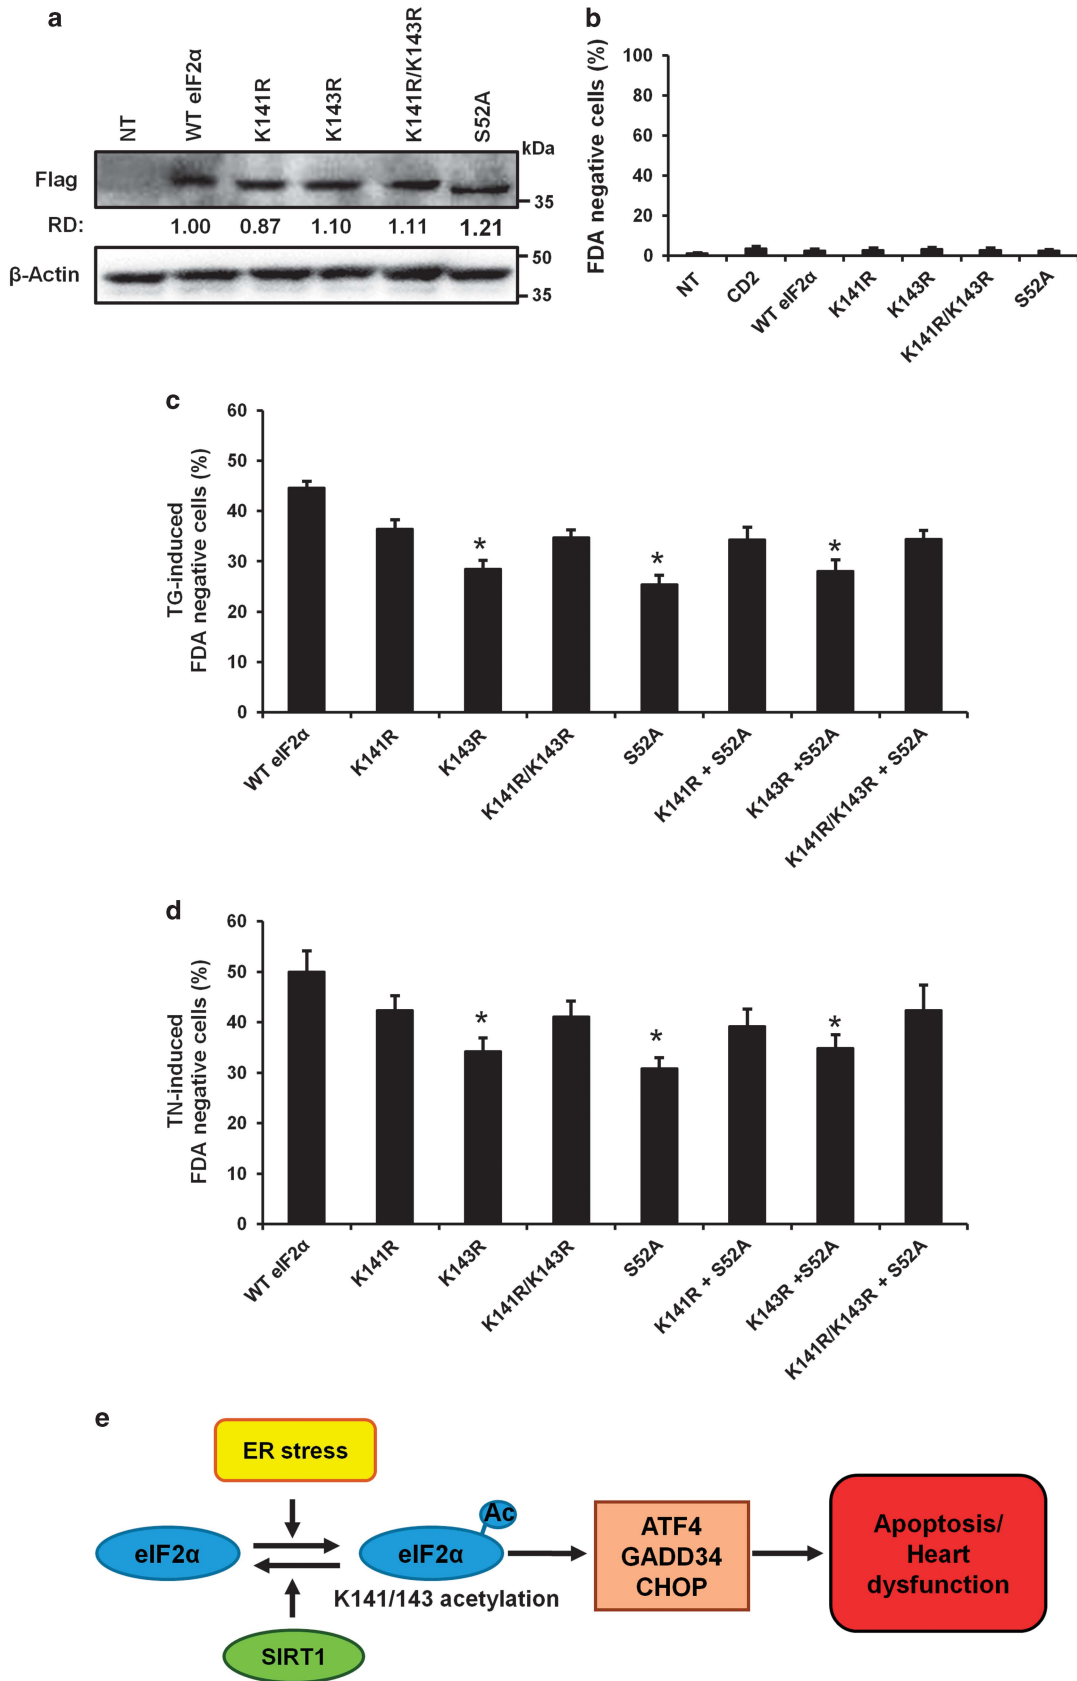 a
NT
WT eIF2α
K141R
K143R
K141R/K143R
S52A
kDa
Flag
35
RD:
1.00 0.87 1.10 1.11 1.21
β-Actin
50
35
b
FDA negative cells (%)
100
80
60
40
20
0
NT
CD2
WT eIF2α
K141R
K143R
K141R/K143R
S52A
c
TG-induced
FDA negative cells (%)
60
50
40
30
20
10
0
*
*
*
WT eIF2α
K141R
K143R
K141R/K143R
S52A
K141R + S52A
K143R +S52A
K141R/K143R + S52A
d
TN-induced
FDA negative cells (%)
60
50
40
30
20
10
0
*
*
*
WT eIF2α
K141R
K143R
K141R/K143R
S52A
K141R + S52A
K143R +S52A
K141R/K143R + S52A
e
ER stress
eIF2α
Ac
eIF2α
K141/143 acetylation
SIRT1
ATF4
GADD34
CHOP
Apoptosis/
Heart
dysfunction